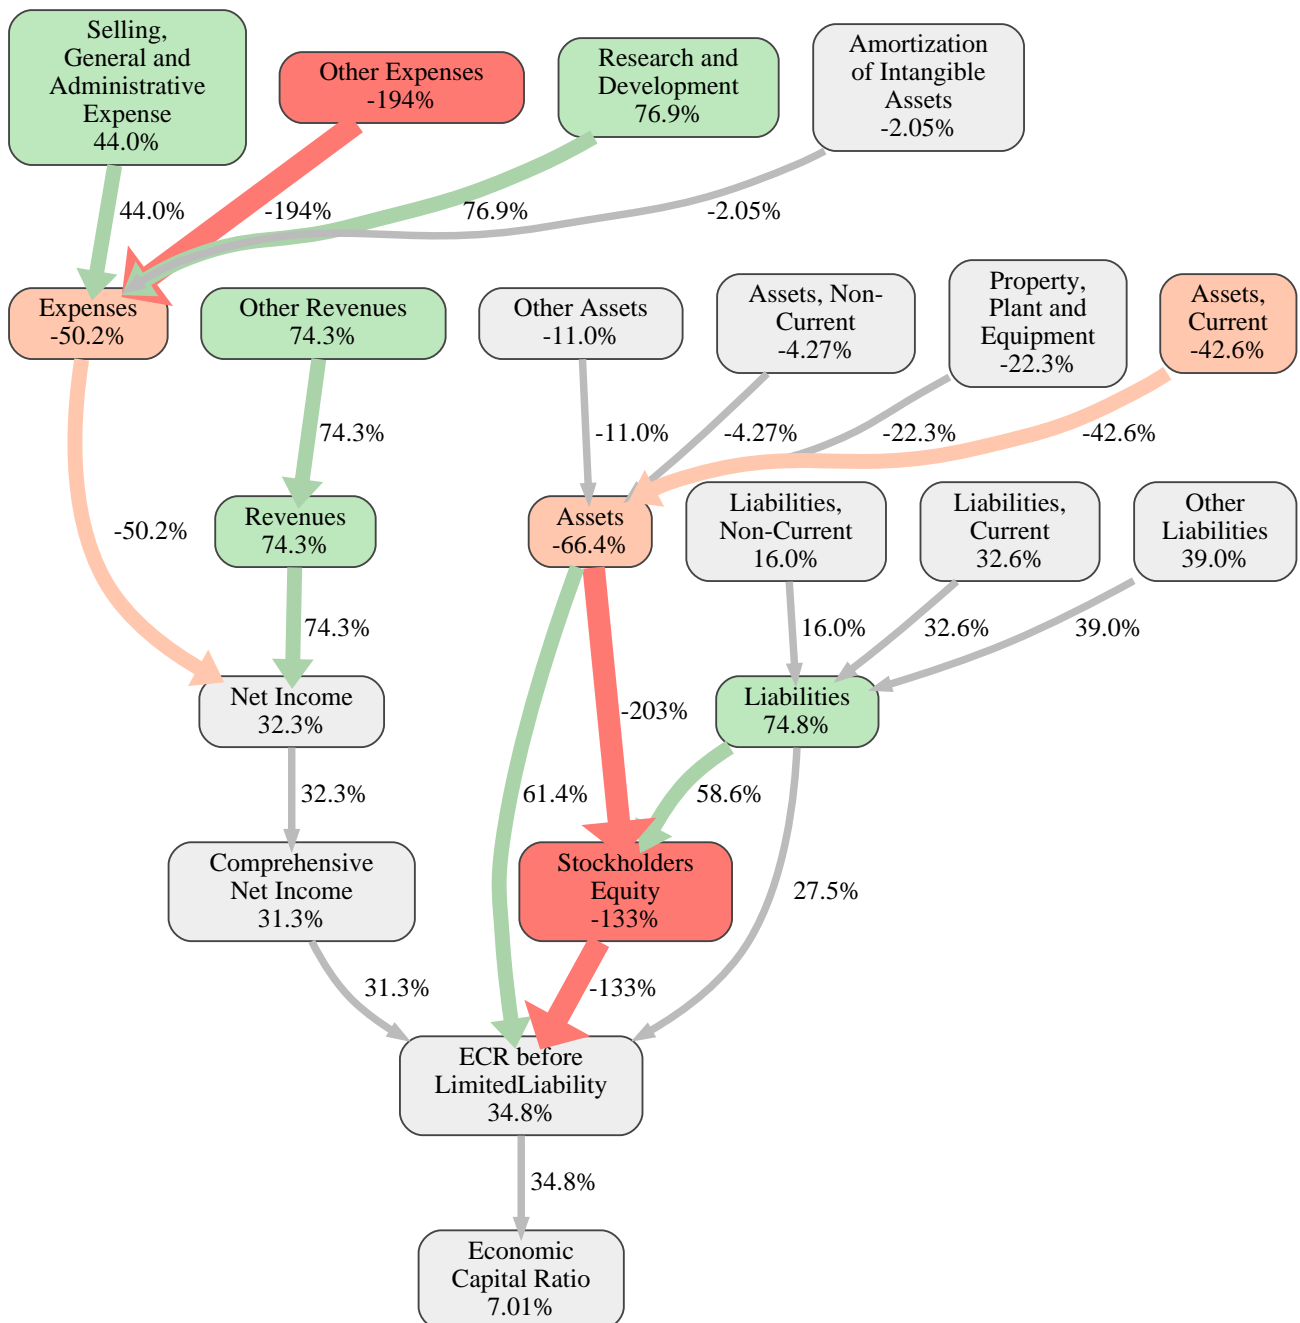 Selling,
General and
Administrative
Expense
44.0%
Other Expenses
-194%
Research and
Development
76.9%
Amortization
of Intangible
Assets
-2.05%
44.0%
-194%
76.9%
-2.05%
Expenses
-50.2%
Other Revenues
74.3%
Other Assets
-11.0%
Assets, Non-
Current
-4.27%
Property,
Plant and
Equipment
-22.3%
Assets,
Current
-42.6%
74.3%
-11.0%
-4.27%
-22.3%
-42.6%
-50.2%
Revenues
74.3%
Assets
-66.4%
Liabilities,
Non-Current
16.0%
Liabilities,
Current
32.6%
Other
Liabilities
39.0%
74.3%
16.0%
32.6%
39.0%
Net Income
32.3%
-203%
Liabilities
74.8%
32.3%
61.4%
58.6%
Comprehensive
Net Income
31.3%
Stockholders
Equity
-133%
27.5%
31.3%
-133%
ECR before
LimitedLiability
34.8%
34.8%
Economic
Capital Ratio
7.01%